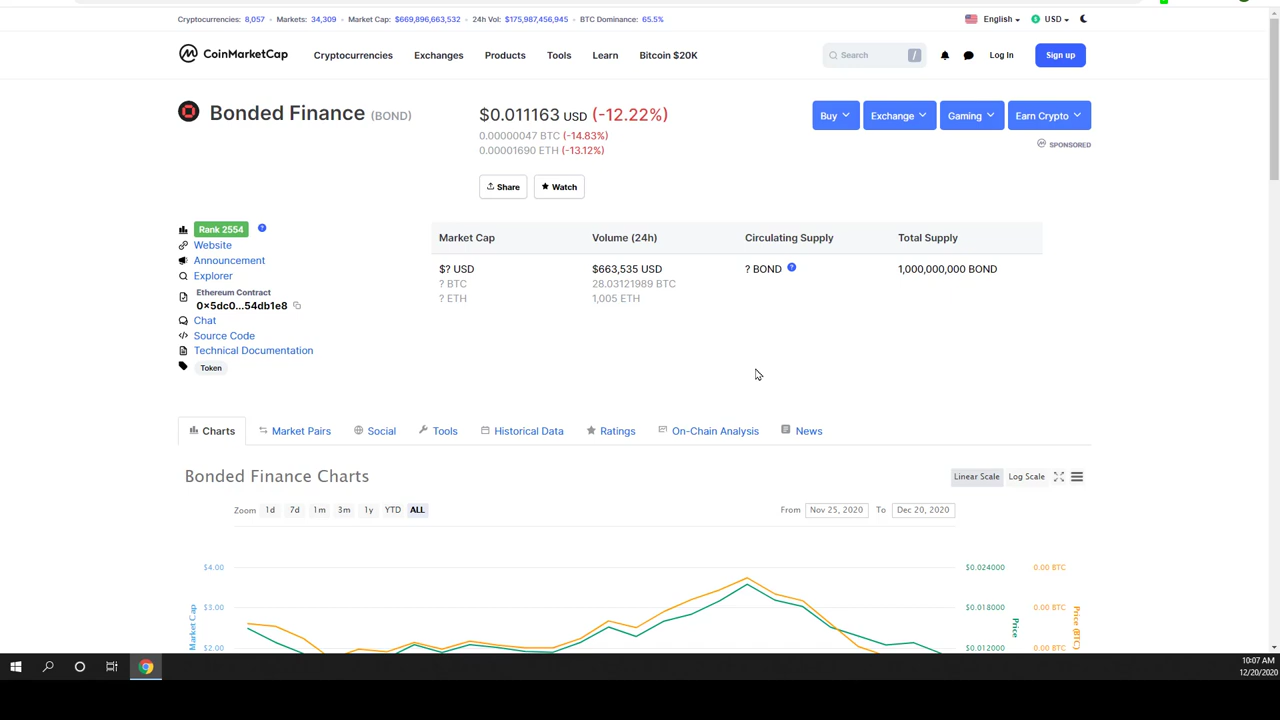 Cryptocurrencies: 8,057 Markets: 34,309 Market Cap: $669,896,663,532 24h Vol: $175,987,456,945 BTC Dominance: 65.5% English USD
CoinMarketCap Cryptocurrencies Exchanges Products Tools Learn Bitcoin $20K Search / Log In Sign up
Bonded Finance (BOND) $0.011163 USD (-12.22%) Buy Exchange Gaming Earn Crypto
0.00000047 BTC (-14.83%)
0.00001690 ETH (-13.12%)
SPONSORED
Share Watch
Rank 2554 ?
Website
Announcement
Explorer
Ethereum Contract
0x5dc0...54db1e8
Chat
Source Code
Technical Documentation
Token
Market Cap Volume (24h) Circulating Supply Total Supply
$? USD $663,535 USD ? BOND ? 1,000,000,000 BOND
? BTC 28.03121989 BTC
? ETH 1,005 ETH
Charts Market Pairs Social Tools Historical Data Ratings On-Chain Analysis News
Bonded Finance Charts Linear Scale Log Scale
Zoom 1d 7d 1m 3m 1y YTD ALL From Nov 25, 2020 To Dec 20, 2020
$4.00 $0.024000 0.00 BTC
$3.00 $0.018000 0.00 BTC
$2.00 $0.012000 0.00 BTC
Market Cap
Price
Price (BTC)
10:07 AM
12/20/2020